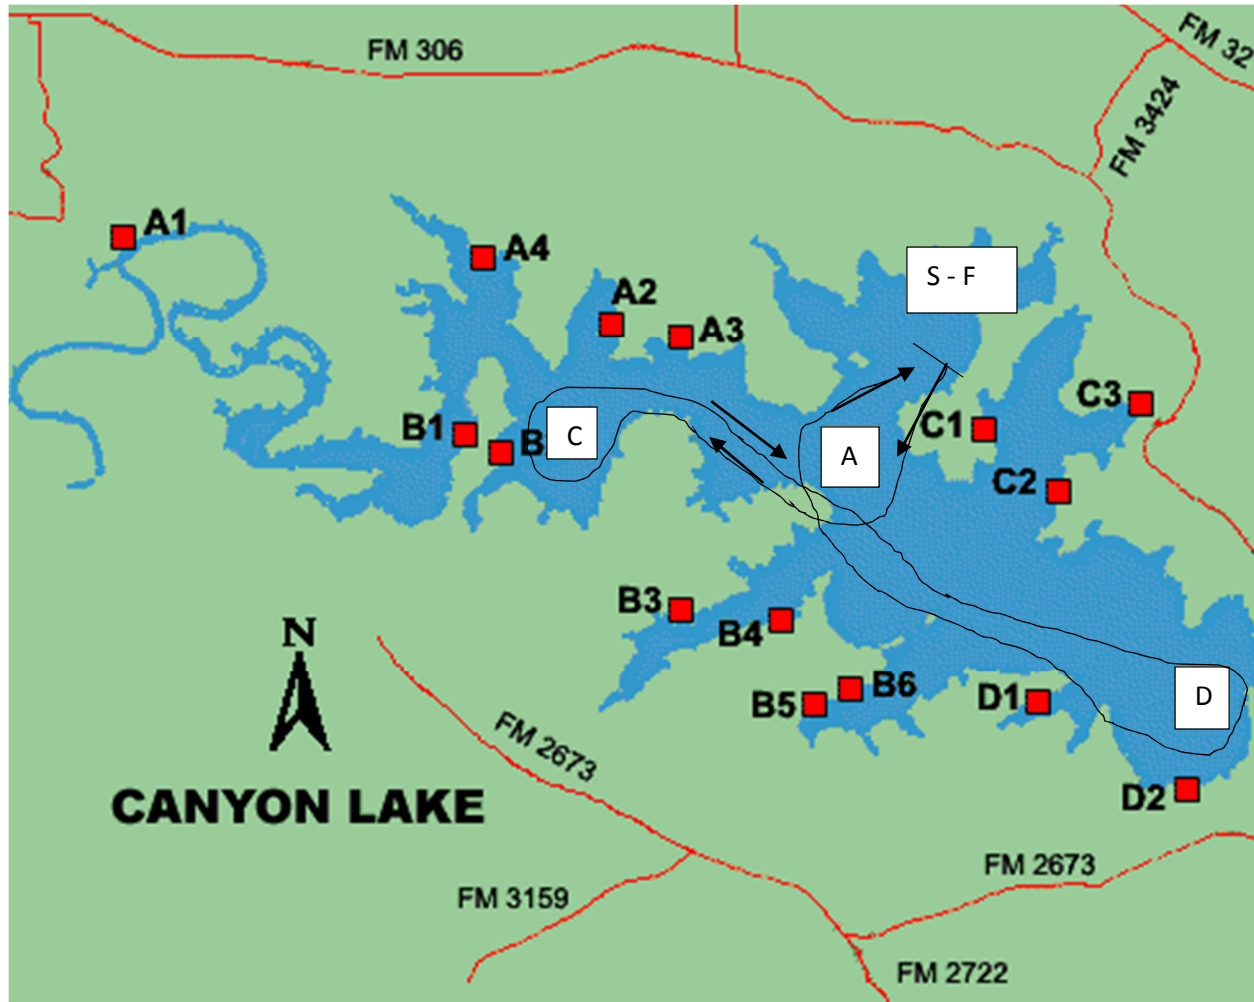 FM 306
FM 32
FM 3424
A1
A4
S - F
A2
A3
C3
C1
B1
B
C
A
C2
B3
B4
N
B6
B5
D1
D
FM 2673
CANYON LAKE
D2
FM 2673
FM 3159
FM 2722